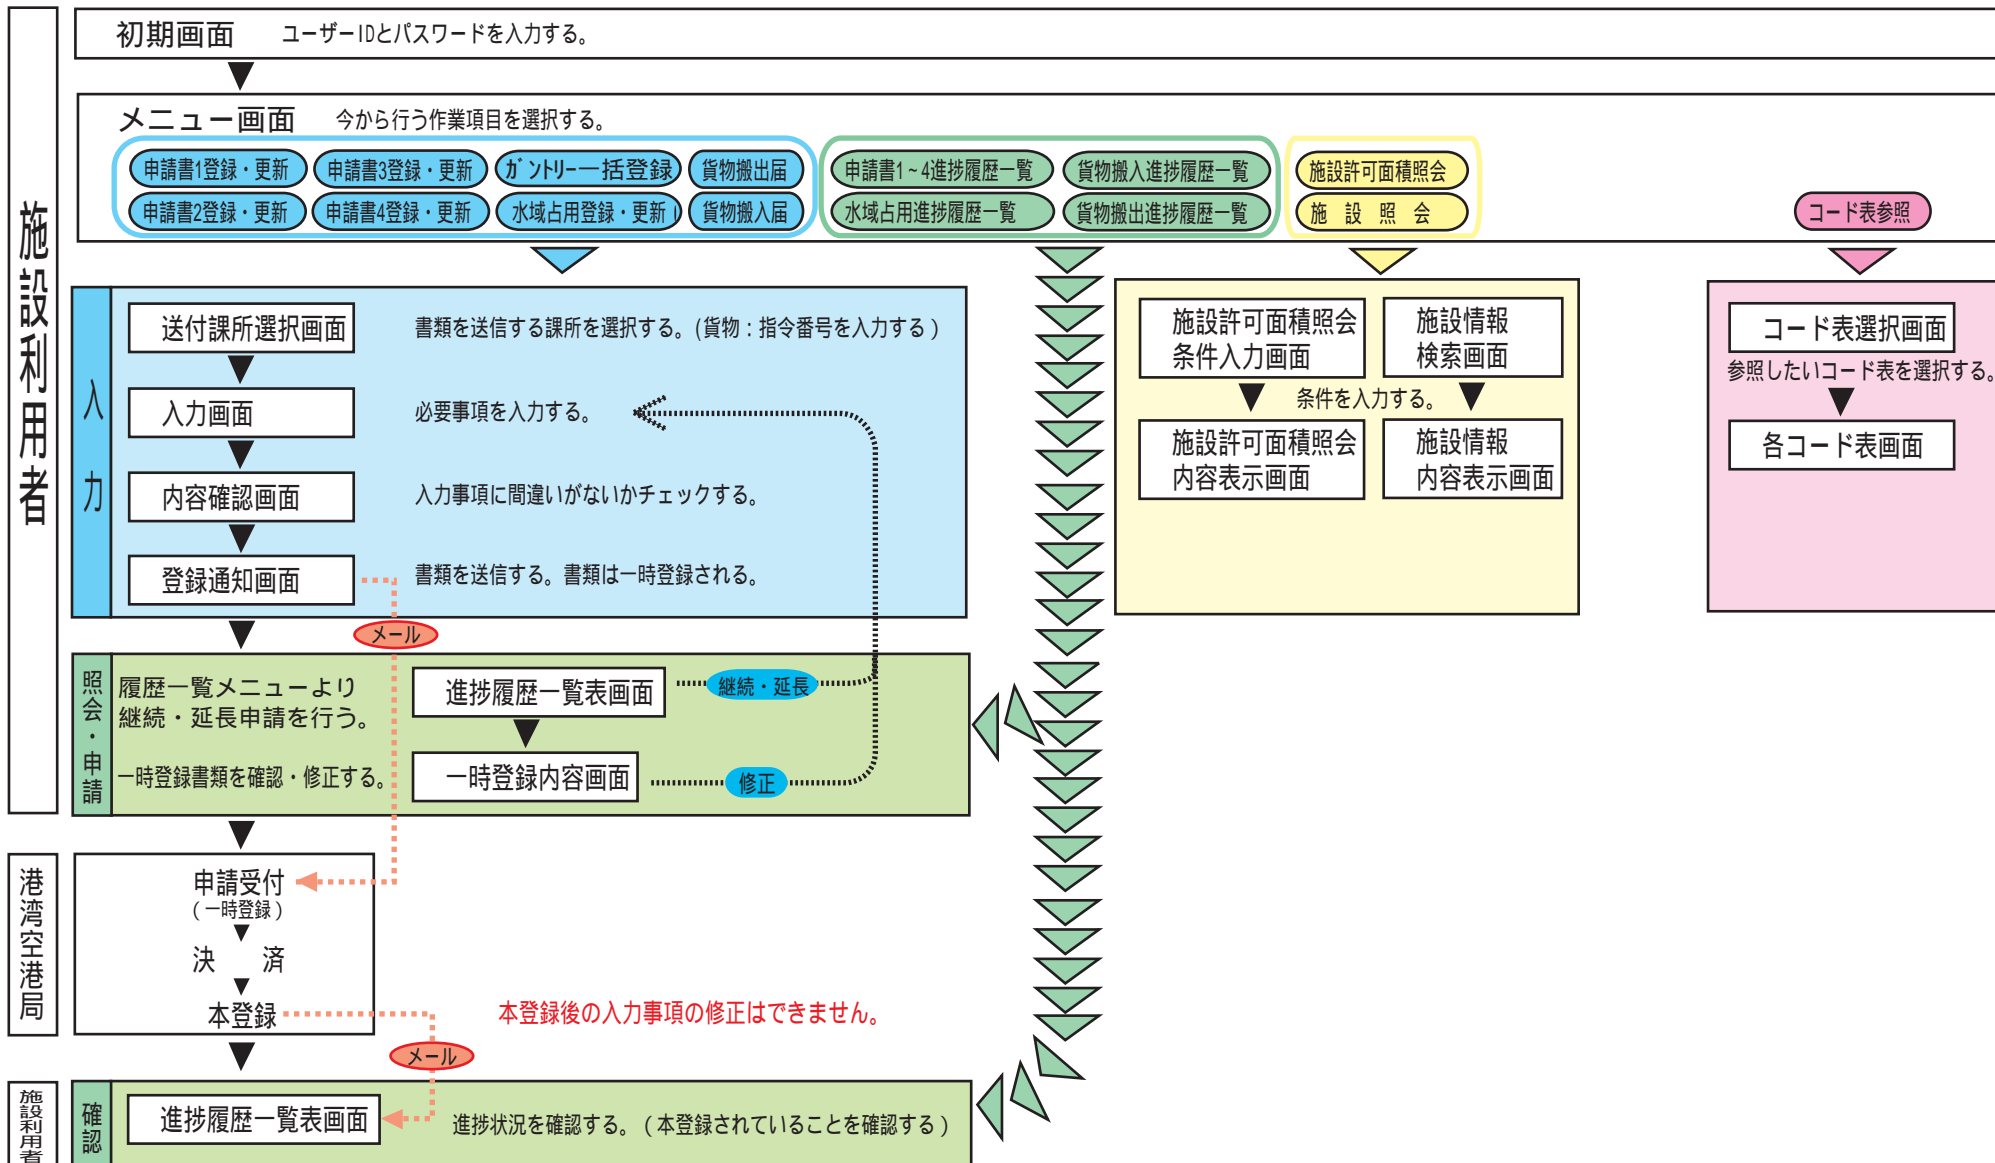 施設利用者
初期画面　ユーザーIDとパスワードを入力する。
メニュー画面　今から行う作業項目を選択する。
申請書1登録・更新　申請書3登録・更新　ガントリー一括登録　貨物搬出届　申請書1~4進捗履歴一覧　貨物搬入進捗履歴一覧　施設許可面積照会
申請書2登録・更新　申請書4登録・更新　水域占用登録・更新　貨物搬入届　水域占用進捗履歴一覧　貨物搬出進捗履歴一覧　施　設　照　会　コード表参照
入力
送付課所選択画面　書類を送信する課所を選択する。(貨物：指令番号を入力する)
入力画面　必要事項を入力する。
内容確認画面　入力事項に間違いがないかチェックする。
登録通知画面　書類を送信する。書類は一時登録される。
メール
施設許可面積照会
条件入力画面
施設情報
検索画面
条件を入力する。
施設許可面積照会
内容表示画面
施設情報
内容表示画面
コード表選択画面
参照したいコード表を選択する。
各コード表画面
照会・申請
履歴一覧メニューより
継続・延長申請を行う。
進捗履歴一覧表画面　継続・延長
一時登録書類を確認・修正する。
一時登録内容画面　修正
港湾空港局
申請受付
(一時登録)
決　済
本登録
本登録後の入力事項の修正はできません。
メール
施設利用者
確認
進捗履歴一覧表画面　進捗状況を確認する。(本登録されていることを確認する)